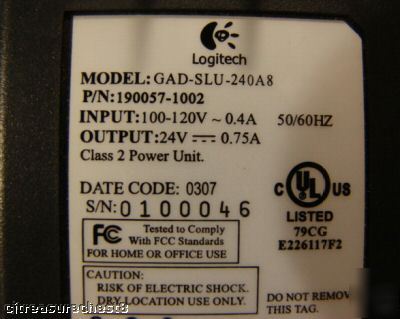 Logitech
MODEL: GAD-SLU-240A8
P/N: 190057-1002
INPUT: 100-120V ~ 0.4A 50/60HZ
OUTPUT: 24V ⎓ 0.75A
Class 2 Power Unit.
DATE CODE: 0307
S/N: 0100046
C UL US
LISTED
79CG
E226117F2
FC Tested to Comply
With FCC Standards
FOR HOME OR OFFICE USE
CAUTION:
RISK OF ELECTRIC SHOCK.
DRY LOCATION USE ONLY.
DO NOT REMOV
THIS TAG.
citreasurechest8